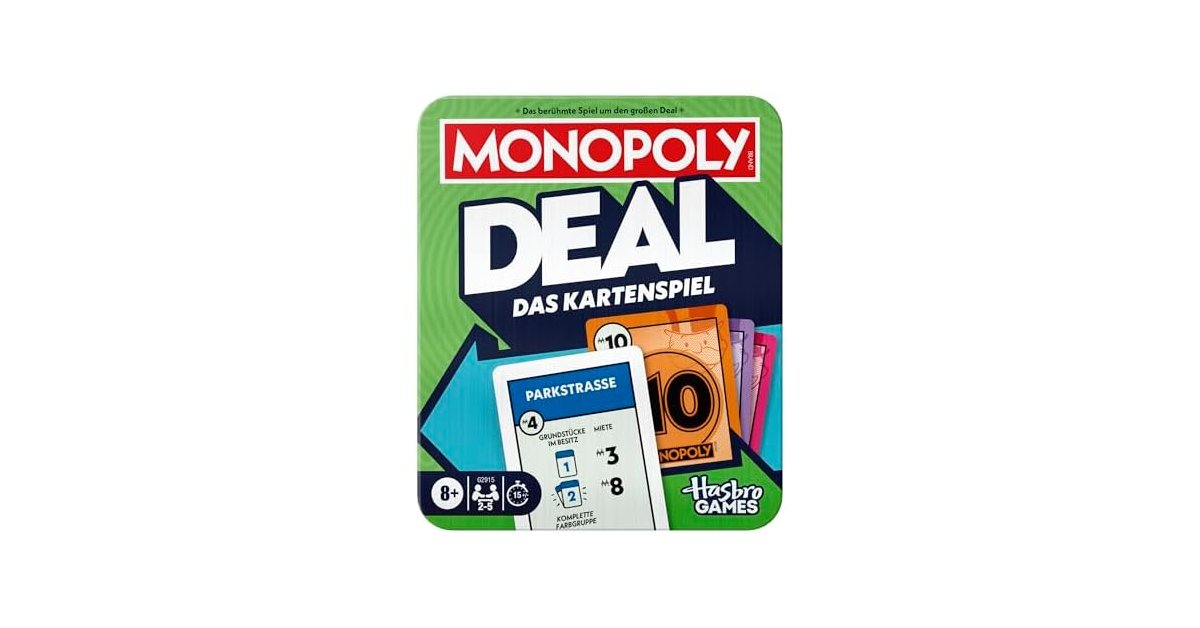 Das berühmte Spiel um den großen Deal
MONOPOLY
BRAND
DEAL
DAS KARTENSPIEL
10
10
MONOPOLY
PARKSTRASSE
4
GRUNDSTÜCKE
IM BESITZ
MIETE
1
3
2
8
KOMPLETTE
FARBGRUPPE
8+
G2915
2-5
15+/-
Hasbro
GAMES